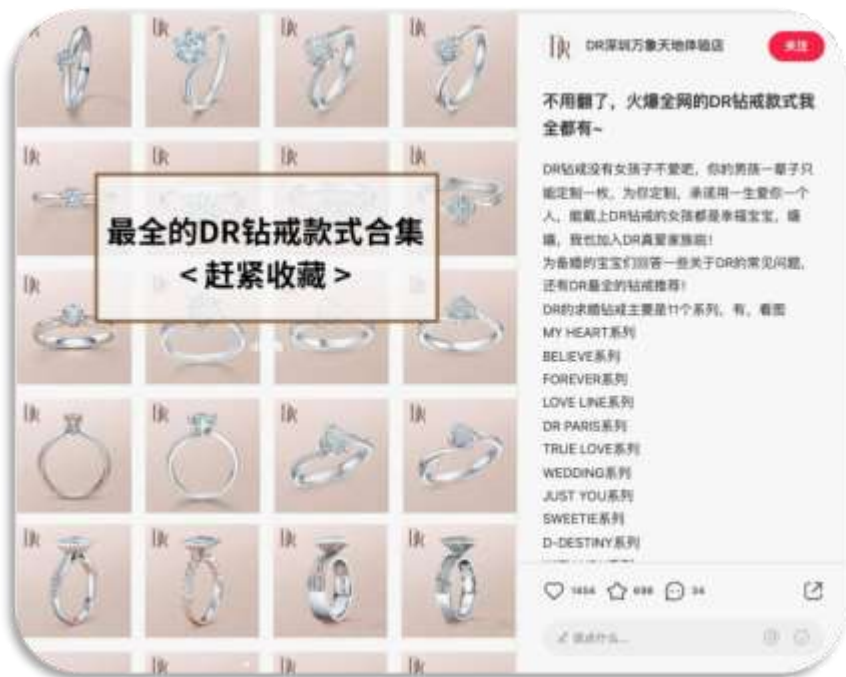 最全的DR钻戒款式合集
<赶紧收藏>
DR
DR深圳万象天地体验店
关注
不用翻了，火爆全网的DR钻戒款式我
全都有~
DR钻戒没有女孩子不爱吧，你的男孩一辈子只
能定制一枚，为你定制，承诺用一生爱你一个
人，能戴上DR钻戒的女孩都是幸福宝宝，嘻
嘻，我也加入DR真爱家族啦！
为备婚的宝宝们回答一些关于DR的常见问题，
还有DR最全的钻戒推荐！
DR的求婚钻戒主要是11个系列，有，看图
MY HEART系列
BELIEVE系列
FOREVER系列
LOVE LINE系列
DR PARIS系列
TRUE LOVE系列
WEDDING系列
JUST YOU系列
SWEETIE系列
D-DESTINY系列
34
说点什么...